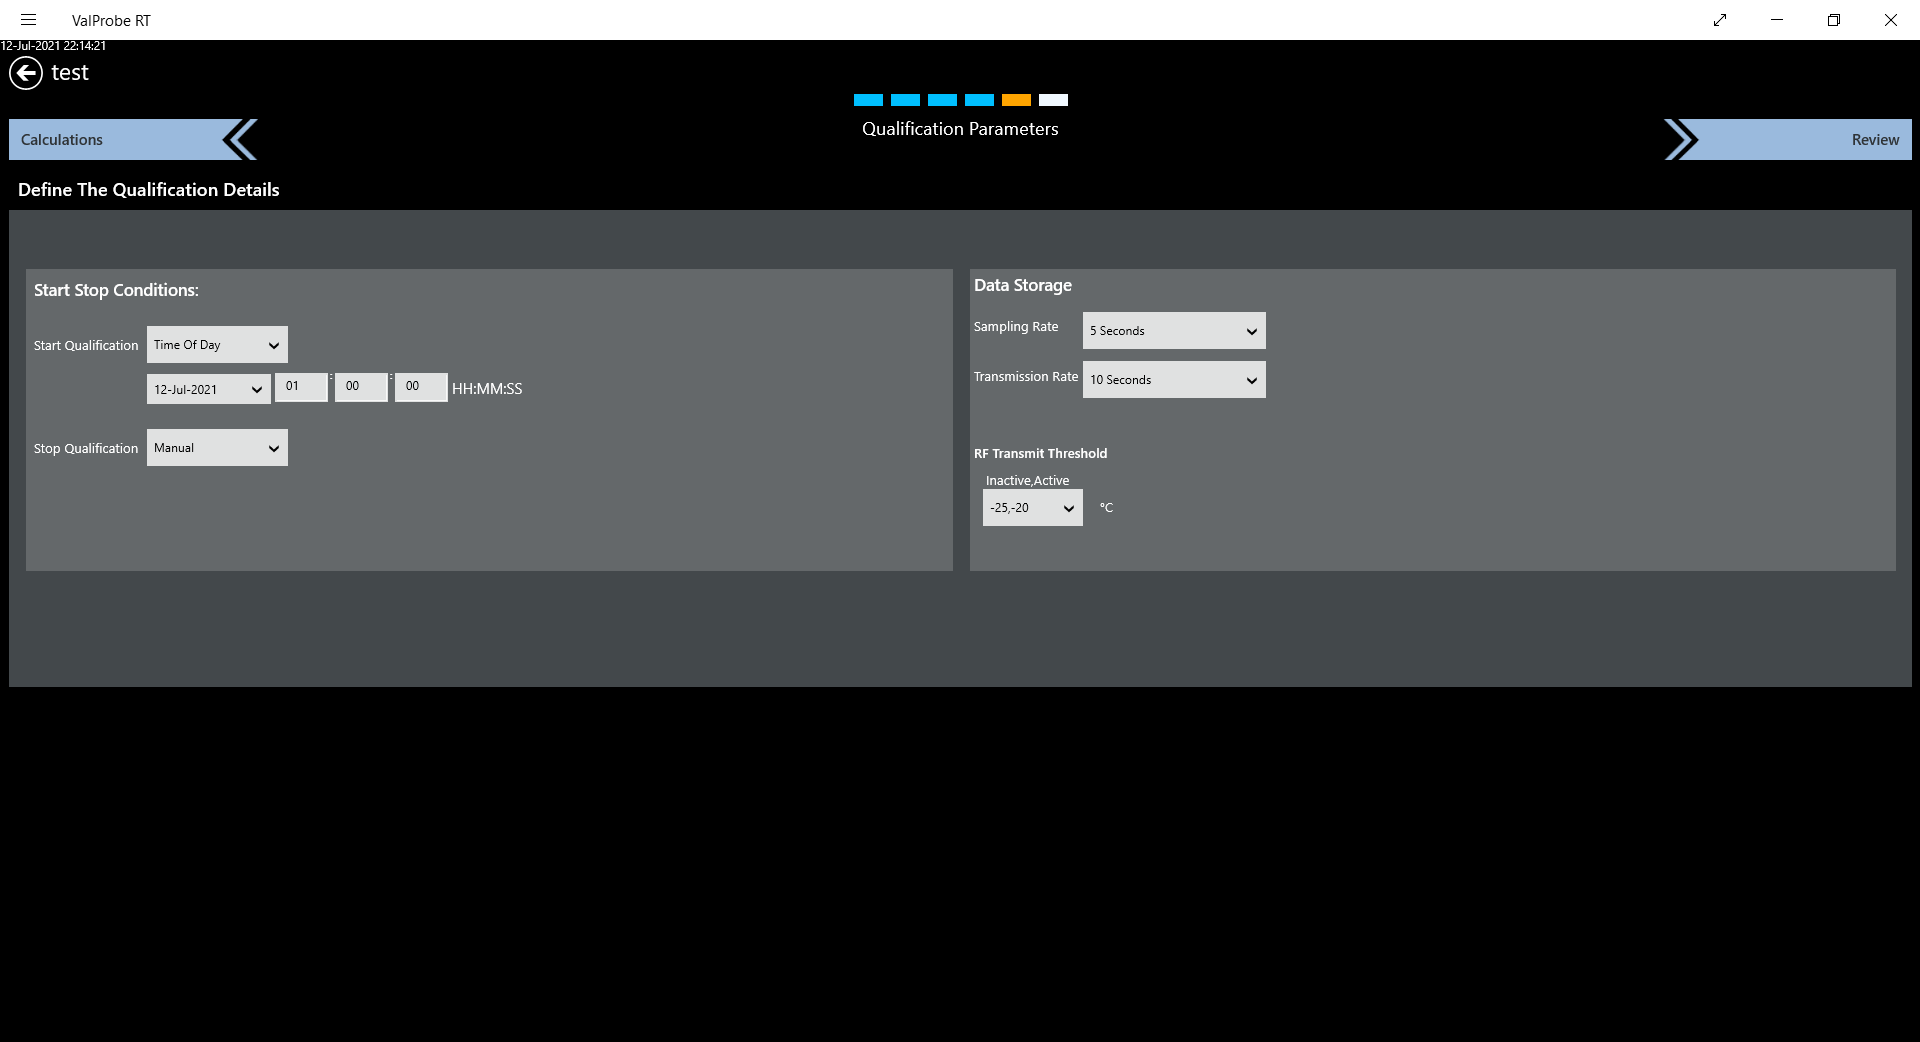 ValProbe RT
12-Jul-2021 22:14:21
test
Qualification Parameters
Calculations
Review
Define The Qualification Details
Start Stop Conditions:
Start Qualification Time Of Day
12-Jul-2021 01 : 00 : 00 HH:MM:SS
Stop Qualification Manual
Data Storage
Sampling Rate 5 Seconds
Transmission Rate 10 Seconds
RF Transmit Threshold
Inactive,Active
-25,-20 °C